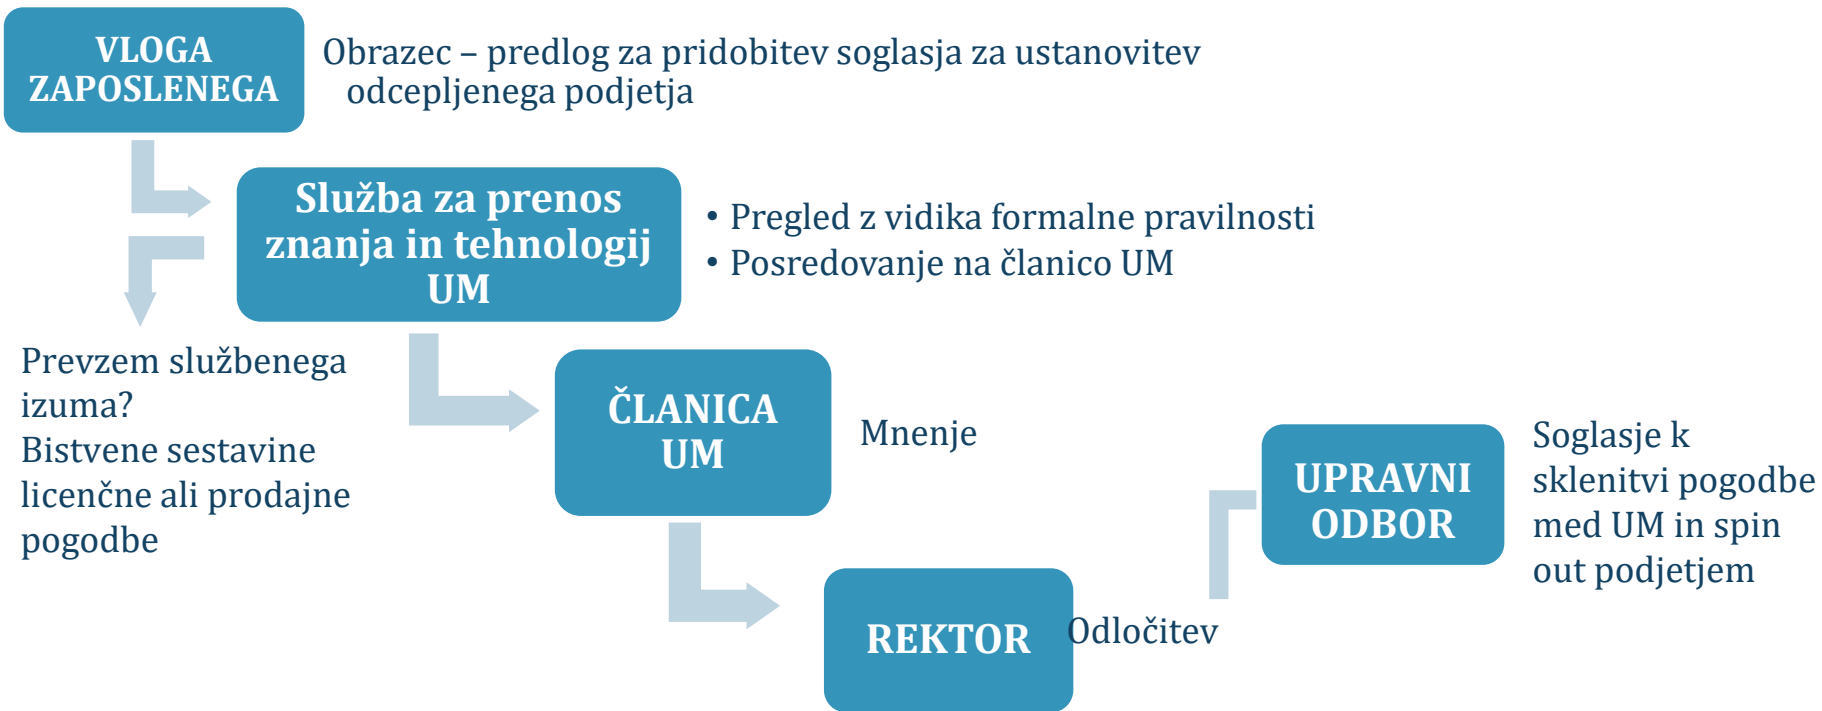 VLOGA
ZAPOSLENEGA
Obrazec – predlog za pridobitev soglasja za ustanovitev
odcepljenega podjetja
Služba za prenos
znanja in tehnologij
UM
• Pregled z vidika formalne pravilnosti
• Posredovanje na članico UM
Prevzem službenega
izuma?
Bistvene sestavine
licenčne ali prodajne
pogodbe
ČLANICA
UM
Mnenje
REKTOR
Odločitev
UPRAVNI
ODBOR
Soglasje k
sklenitvi pogodbe
med UM in spin
out podjetjem